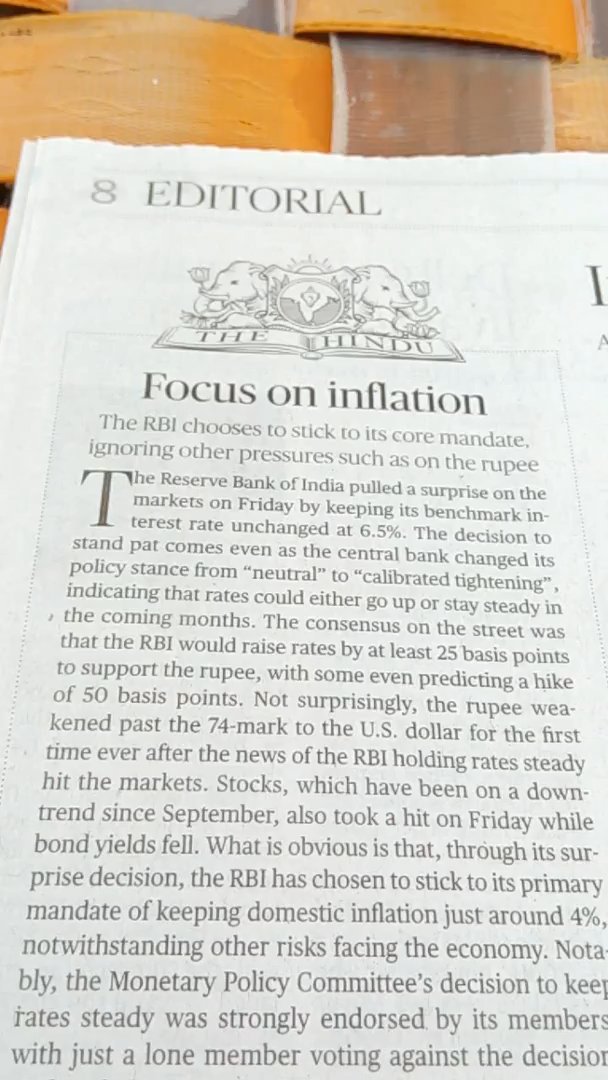 8 EDITORIAL
THE HINDU
Focus on inflation
The RBI chooses to stick to its core mandate,
ignoring other pressures such as on the rupee
The Reserve Bank of India pulled a surprise on the
markets on Friday by keeping its benchmark in-
terest rate unchanged at 6.5%. The decision to
stand pat comes even as the central bank changed its
policy stance from “neutral” to “calibrated tightening”,
indicating that rates could either go up or stay steady in
the coming months. The consensus on the street was
that the RBI would raise rates by at least 25 basis points
to support the rupee, with some even predicting a hike
of 50 basis points. Not surprisingly, the rupee wea-
kened past the 74-mark to the U.S. dollar for the first
time ever after the news of the RBI holding rates steady
hit the markets. Stocks, which have been on a down-
trend since September, also took a hit on Friday while
bond yields fell. What is obvious is that, through its sur-
prise decision, the RBI has chosen to stick to its primary
mandate of keeping domestic inflation just around 4%,
notwithstanding other risks facing the economy. Nota-
bly, the Monetary Policy Committee’s decision to keep
rates steady was strongly endorsed by its members
with just a lone member voting against the decision